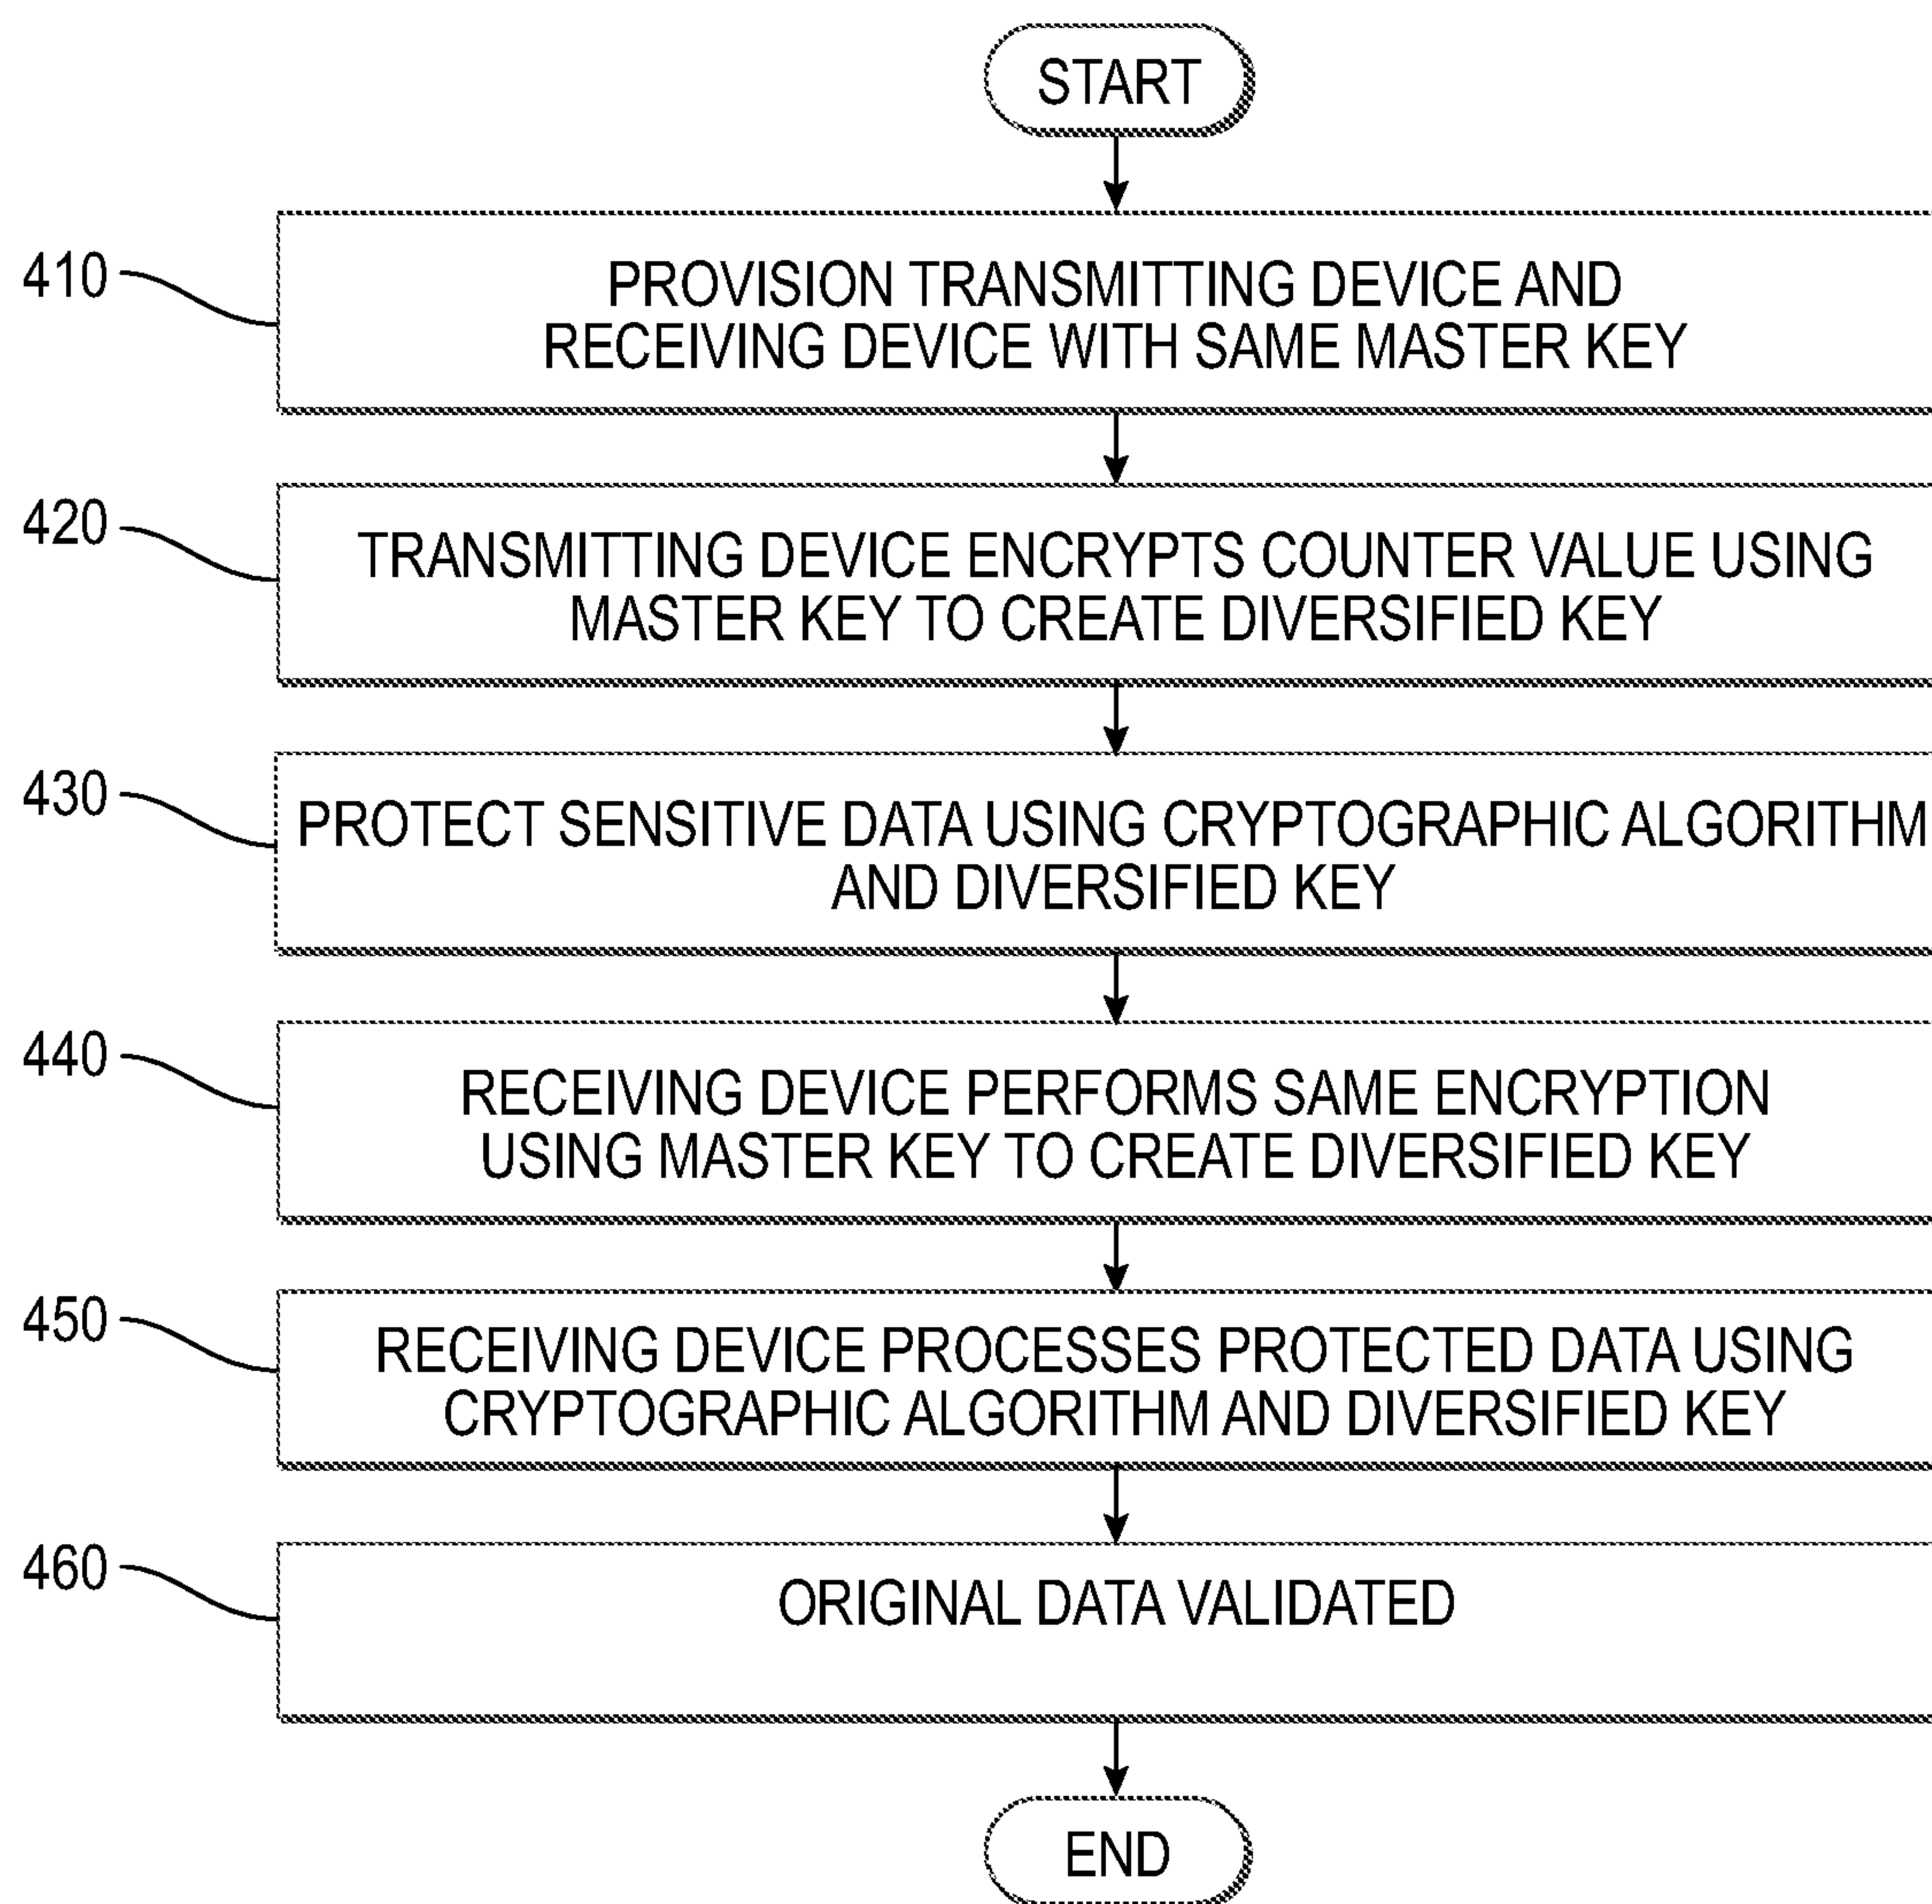 START
410
PROVISION TRANSMITTING DEVICE AND
RECEIVING DEVICE WITH SAME MASTER KEY
420
TRANSMITTING DEVICE ENCRYPTS COUNTER VALUE USING
MASTER KEY TO CREATE DIVERSIFIED KEY
430
PROTECT SENSITIVE DATA USING CRYPTOGRAPHIC ALGORITHM
AND DIVERSIFIED KEY
440
RECEIVING DEVICE PERFORMS SAME ENCRYPTION
USING MASTER KEY TO CREATE DIVERSIFIED KEY
450
RECEIVING DEVICE PROCESSES PROTECTED DATA USING
CRYPTOGRAPHIC ALGORITHM AND DIVERSIFIED KEY
460
ORIGINAL DATA VALIDATED
END